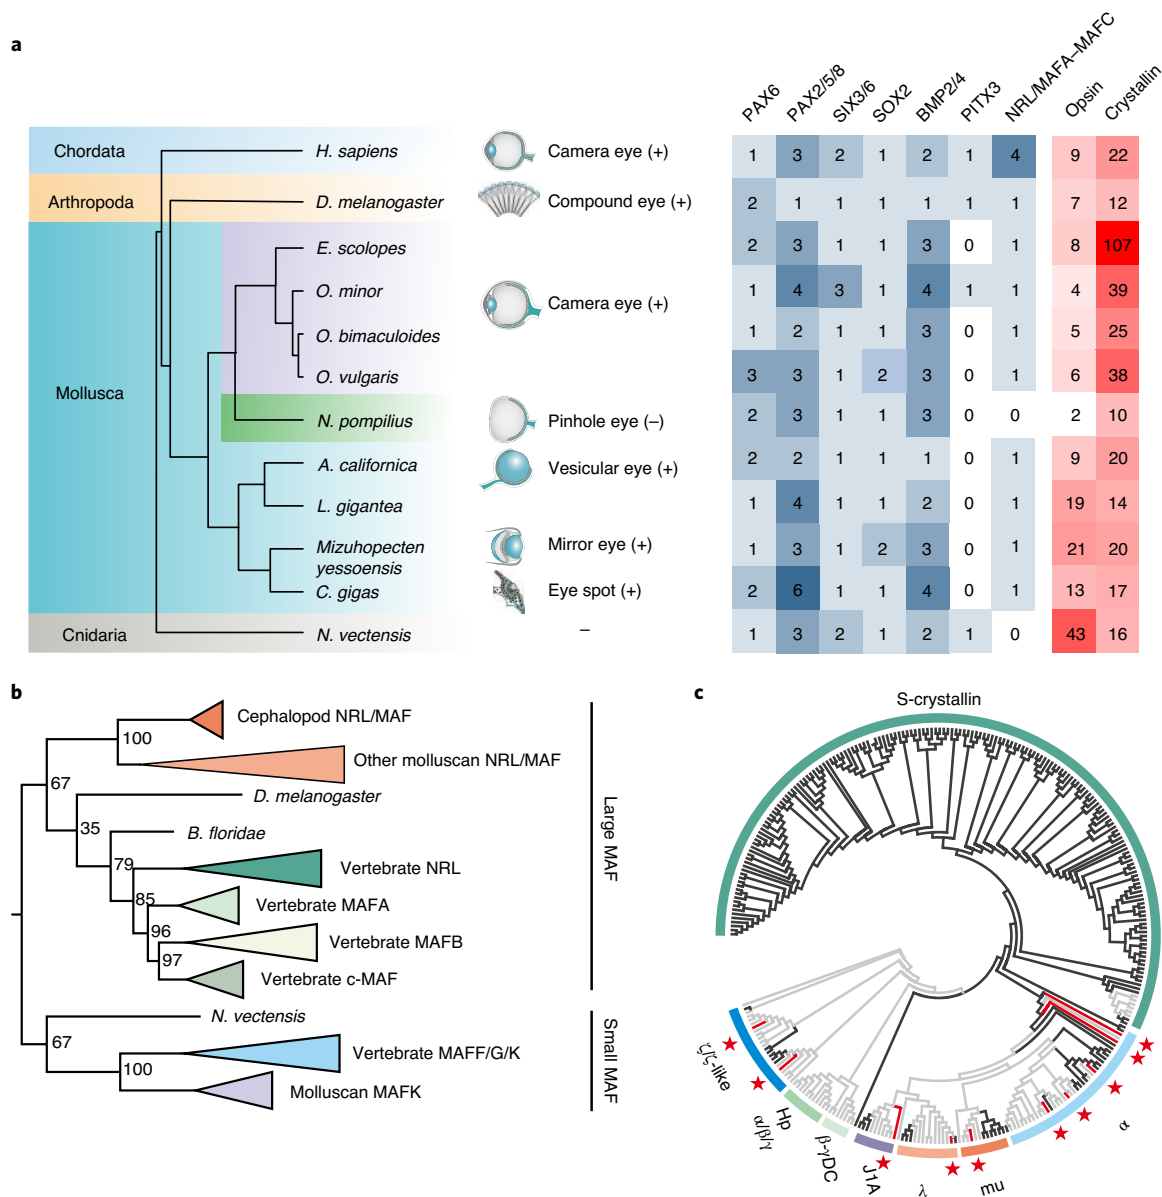 a
PAX6
PAX2/5/8
SIX3/6
SOX2
BMP2/4
PITX3
NRL/MAFA–MAFC
Opsin
Crystallin
Chordata
H. sapiens
Camera eye (+)
1 3 2 1 2 1 4 9 22
Arthropoda
D. melanogaster
Compound eye (+)
2 1 1 1 1 1 1 7 12
Mollusca
E. scolopes
2 3 1 1 3 0 1 8 107
O. minor
Camera eye (+)
1 4 3 1 4 1 1 4 39
O. bimaculoides
1 2 1 1 3 0 1 5 25
O. vulgaris
3 3 1 2 3 0 1 6 38
N. pompilius
Pinhole eye (–)
2 3 1 1 3 0 0 2 10
A. californica
Vesicular eye (+)
2 2 1 1 1 0 1 9 20
L. gigantea
1 4 1 1 2 0 1 19 14
Mizuhopecten
yessoensis
Mirror eye (+)
1 3 1 2 3 0 1 21 20
C. gigas
Eye spot (+)
2 6 1 1 4 0 1 13 17
Cnidaria
N. vectensis
–
1 3 2 1 2 1 0 43 16
b
Cephalopod NRL/MAF
100
Other molluscan NRL/MAF
67
D. melanogaster
35
B. floridae
79
Vertebrate NRL
85
Vertebrate MAFA
96
Vertebrate MAFB
97
Vertebrate c-MAF
Large MAF
N. vectensis
67
Vertebrate MAFF/G/K
100
Molluscan MAFK
Small MAF
c
S-crystallin
ζ/ζ-like
Hp
α/β/γ
β-γDC
J1A
λ
mu
α